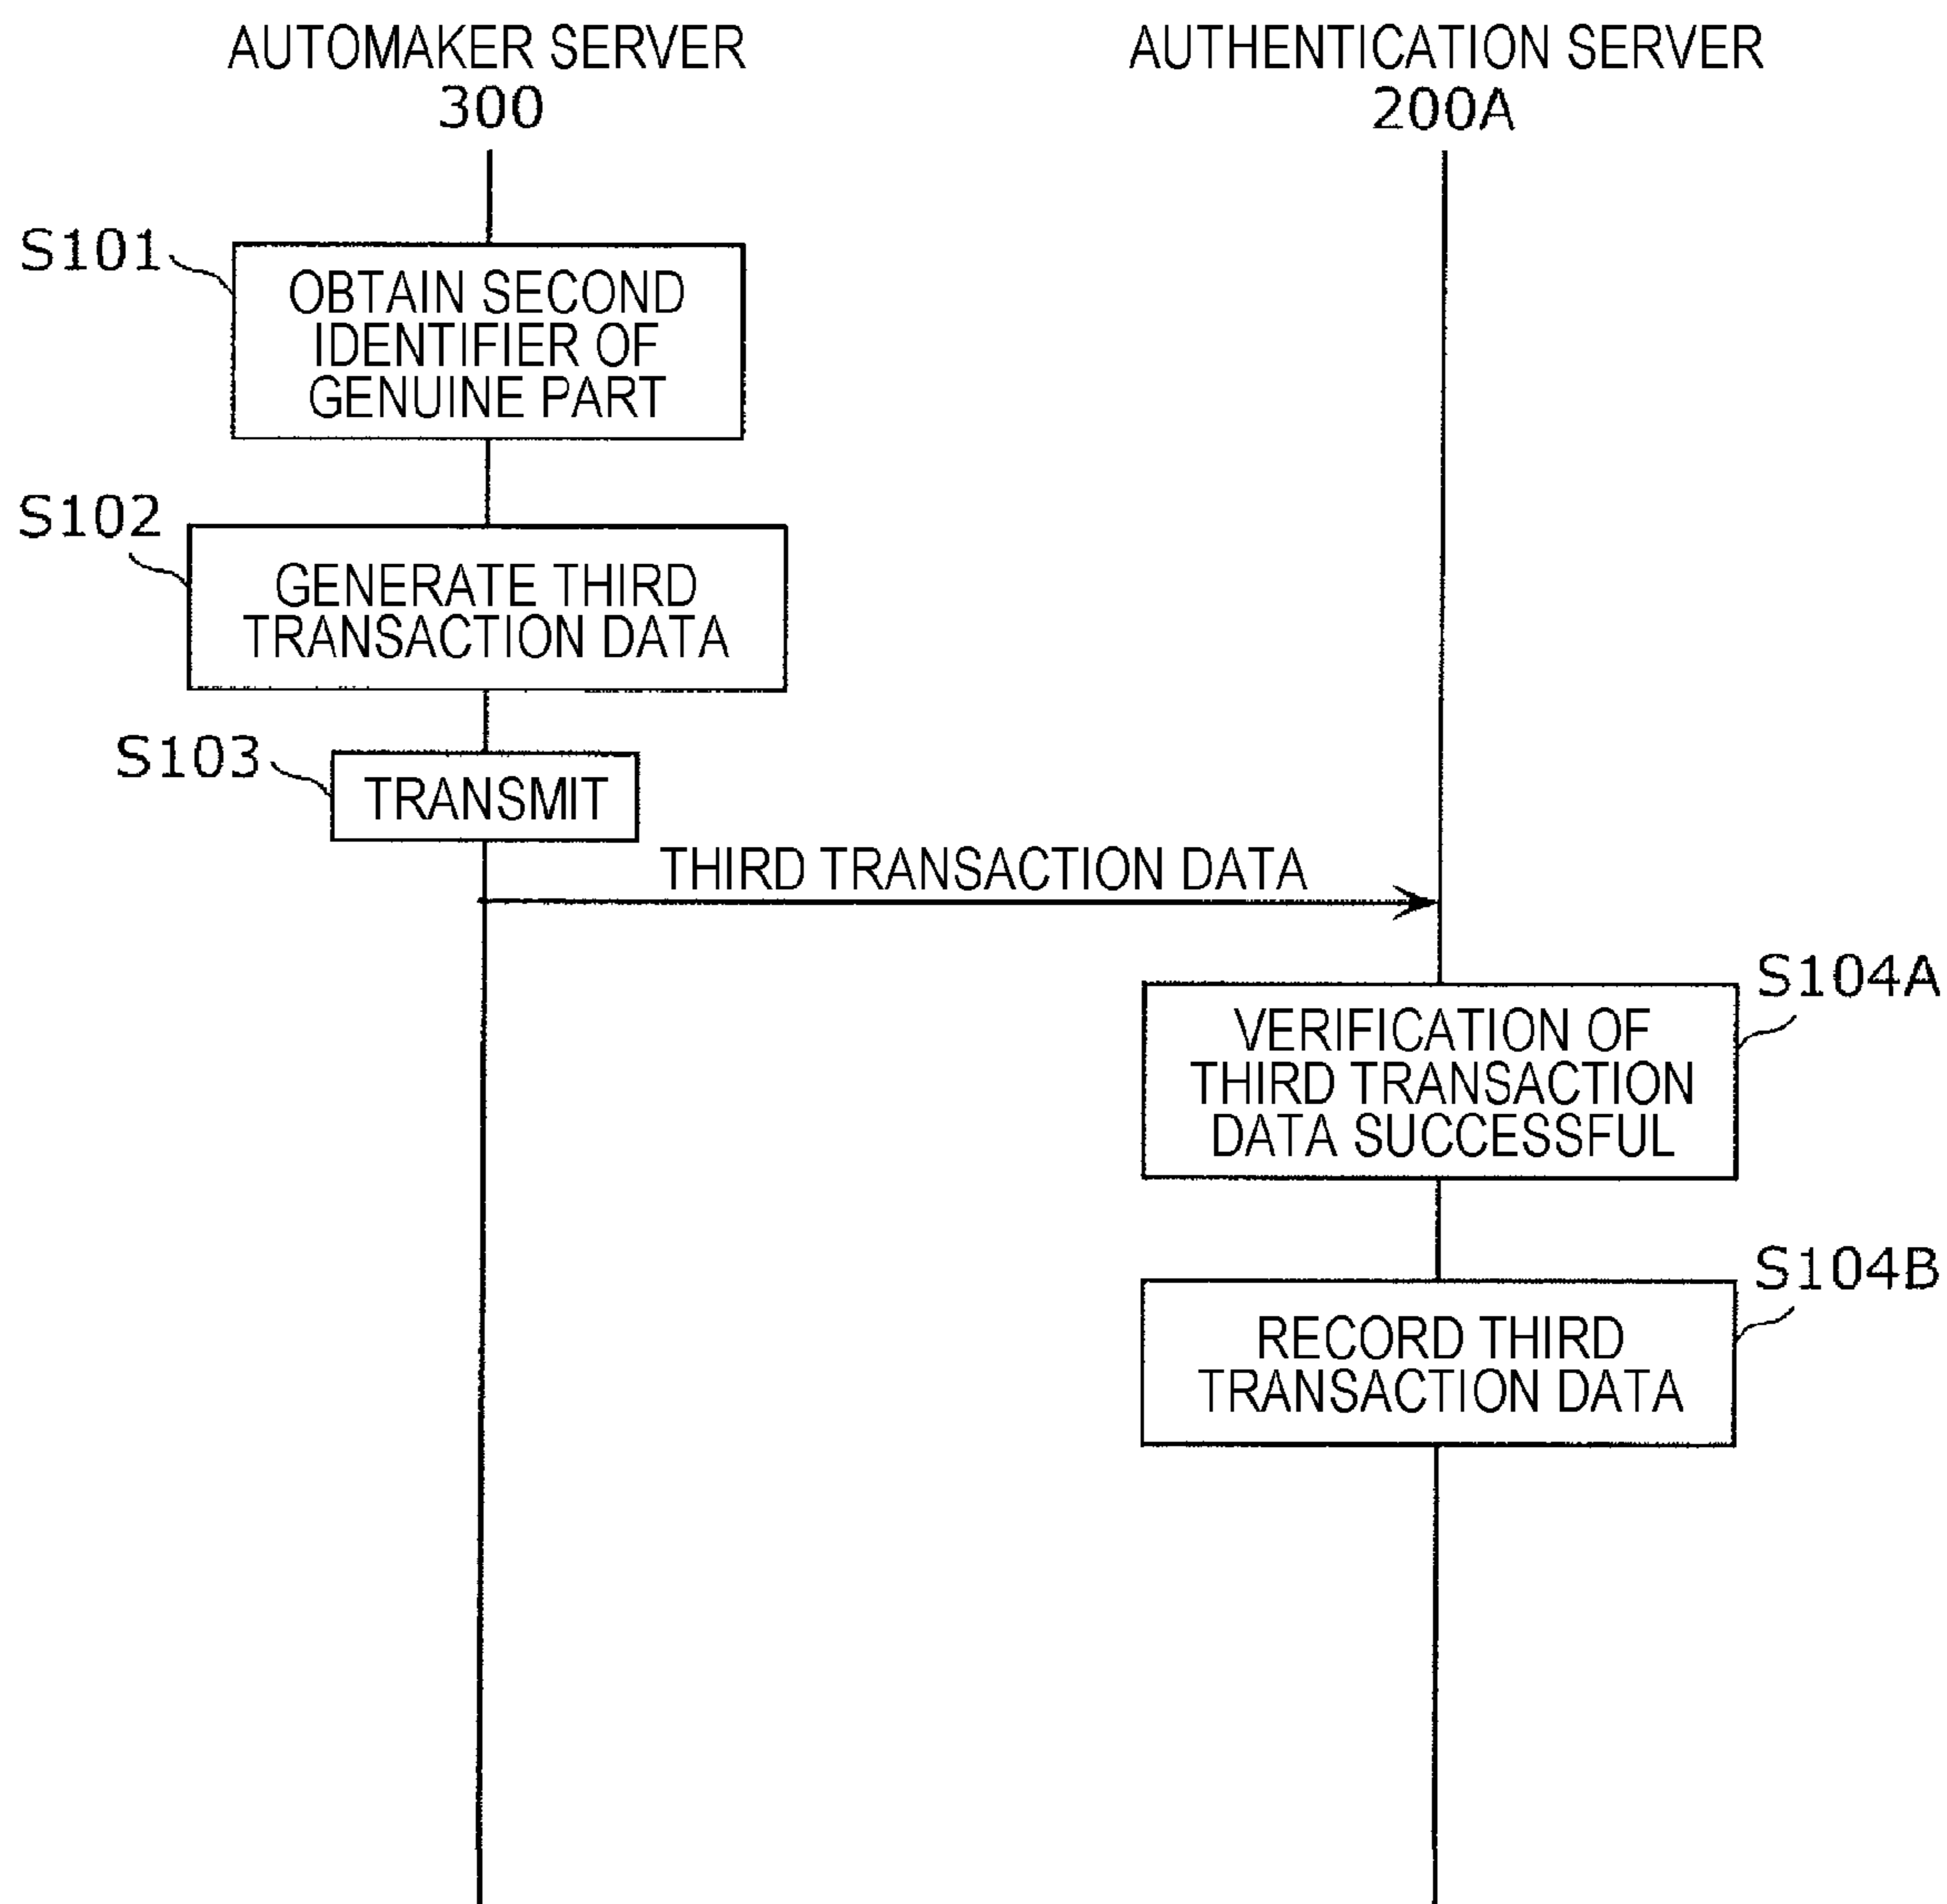 AUTOMAKER SERVER
300
AUTHENTICATION SERVER
200A
S101
OBTAIN SECOND
IDENTIFIER OF
GENUINE PART
S102
GENERATE THIRD
TRANSACTION DATA
S103
TRANSMIT
THIRD TRANSACTION DATA
S104A
VERIFICATION OF
THIRD TRANSACTION
DATA SUCCESSFUL
S104B
RECORD THIRD
TRANSACTION DATA